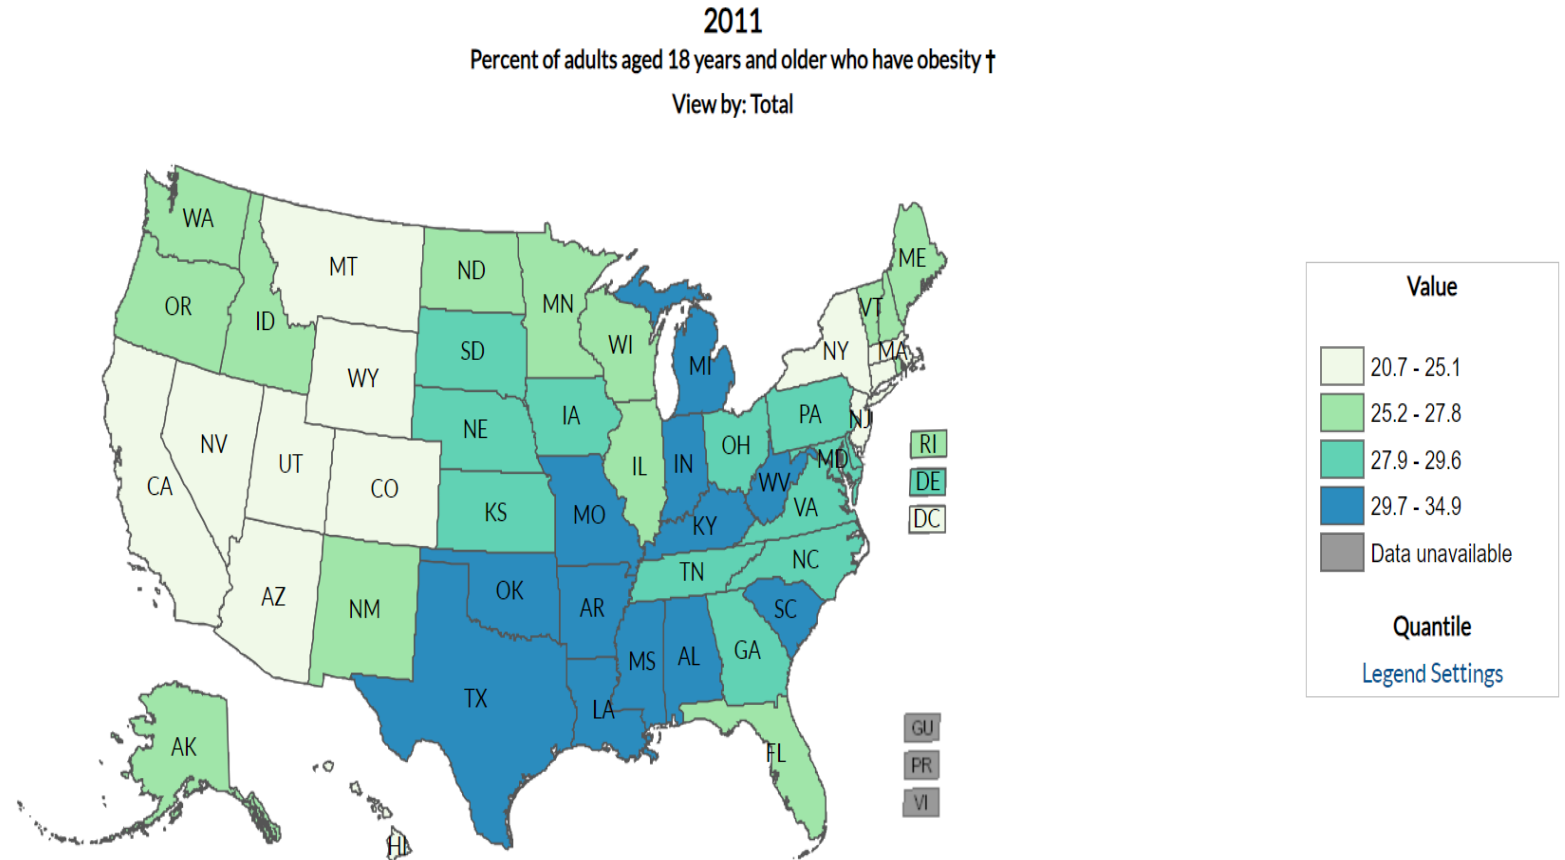 2011
Percent of adults aged 18 years and older who have obesity †
View by: Total
WA
MT
ND
MN
ME
OR
ID
SD
WI
MI
VT
NY
MA
WY
NE
IA
PA
NJ
NV
UT
CO
CA
KS
IL
IN
OH
MD
WV
VA
MO
KY
RI
DE
DC
AZ
NM
OK
AR
TN
NC
SC
MS
AL
GA
TX
LA
FL
AK
HI
GU
PR
VI
Value
20.7 - 25.1
25.2 - 27.8
27.9 - 29.6
29.7 - 34.9
Data unavailable
Quantile
Legend Settings